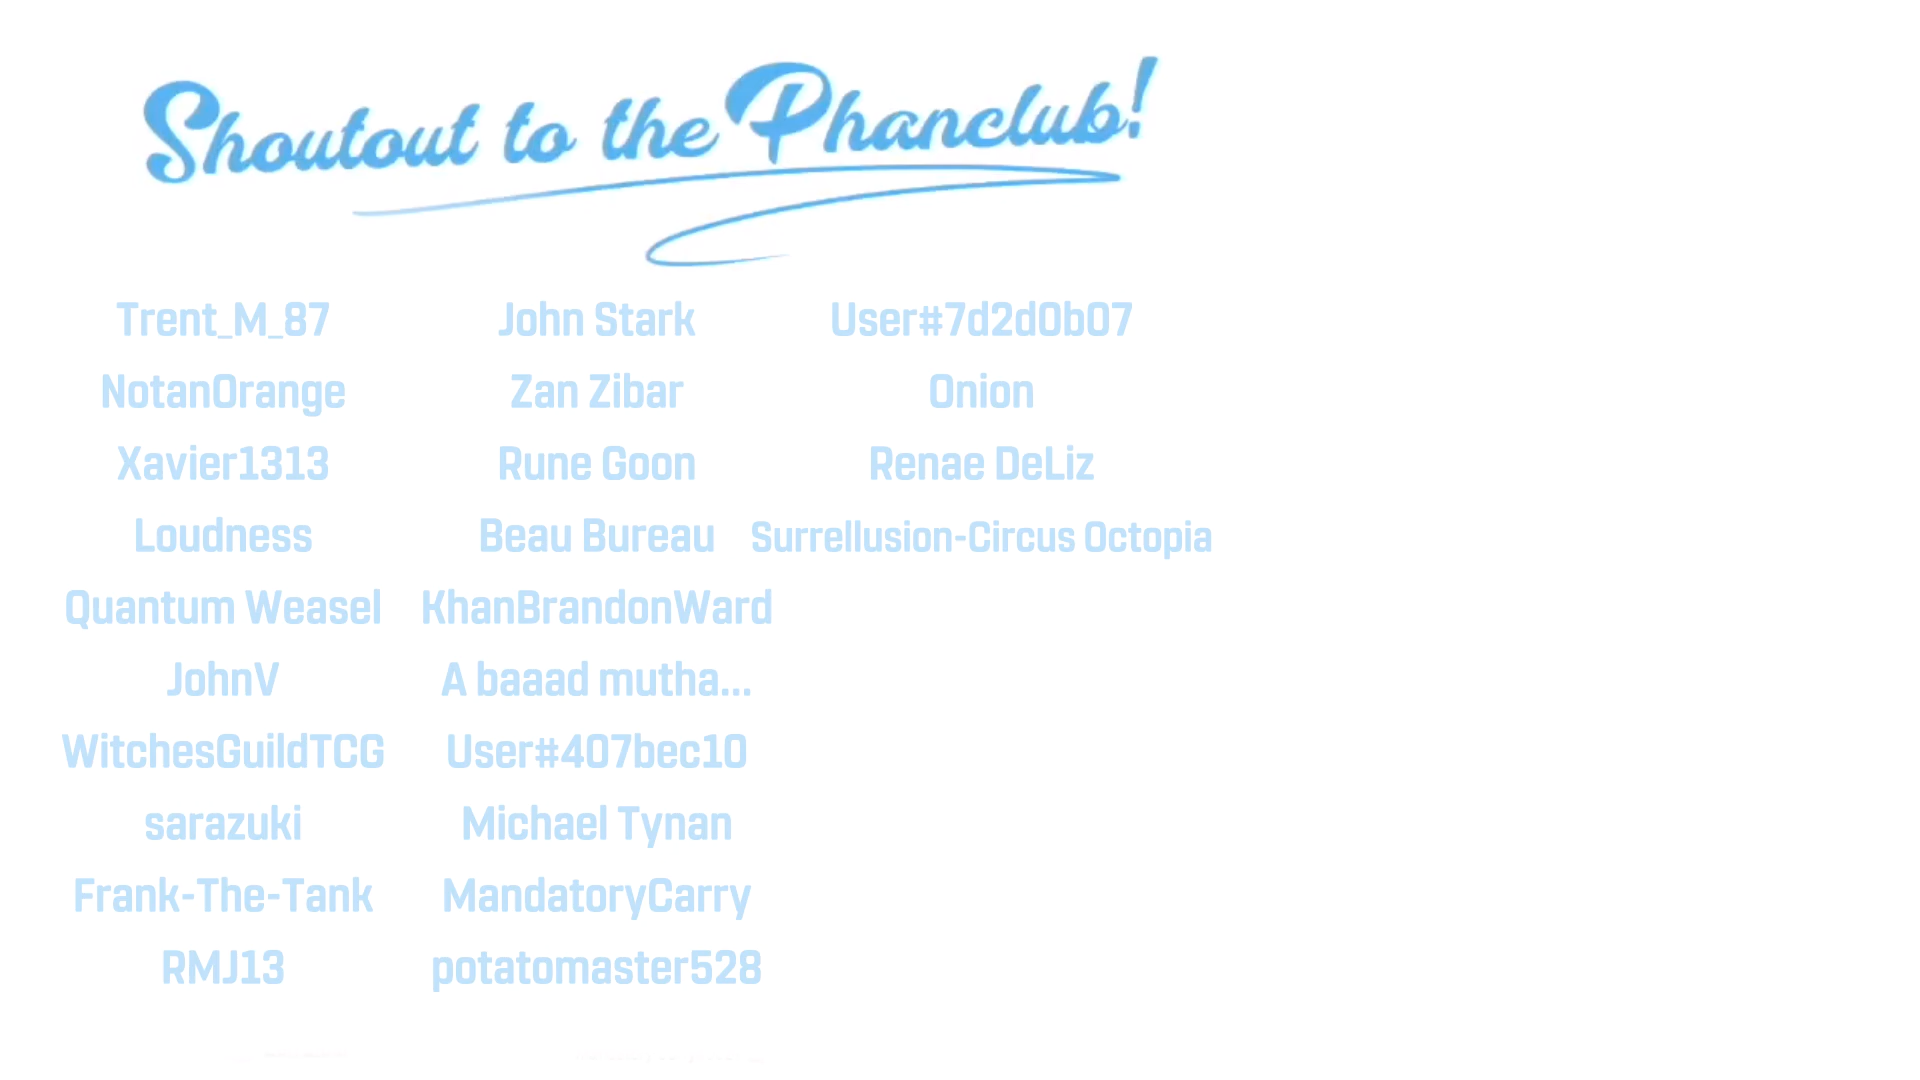 Shoutout to the Phanclub!
Trent_M_87
NotanOrange
Xavier1313
Loudness
Quantum Weasel
JohnV
WitchesGuildTCG
sarazuki
Frank-The-Tank
RMJ13
John Stark
Zan Zibar
Rune Goon
Beau Bureau
KhanBrandonWard
A baaad mutha...
User#407bec10
Michael Tynan
MandatoryCarry
potatomaster528
User#7d2d0b07
Onion
Renae DeLiz
Surrellusion-Circus Octopia